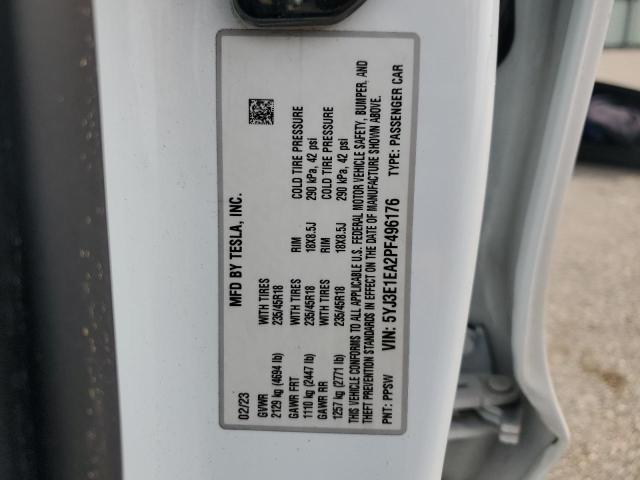 MFD BY TESLA, INC.
02/23
GVWR WITH TIRES RIM COLD TIRE PRESSURE
2129 kg (4694 lb) 235/45R18 18X8.5J 290 kPa, 42 psi
GAWR FRT WITH TIRES RIM COLD TIRE PRESSURE
1110 kg (2447 lb) 235/45R18 18X8.5J 290 kPa, 42 psi
GAWR RR WITH TIRES
1257 kg (2771 lb) 235/45R18
THIS VEHICLE CONFORMS TO ALL APPLICABLE U.S. FEDERAL MOTOR VEHICLE SAFETY, BUMPER, AND
THEFT PREVENTION STANDARDS IN EFFECT ON THE DATE OF MANUFACTURE SHOWN ABOVE.
VIN: 5YJ3E1EA2PF496176
PNT: PPSW TYPE: PASSENGER CAR